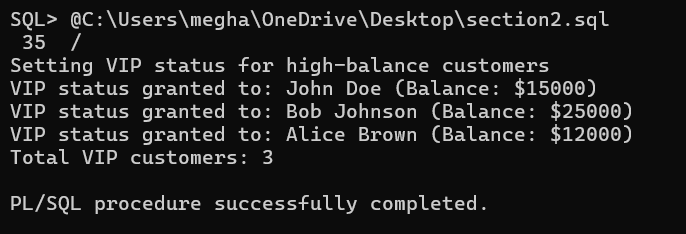 SQL> @C:\Users\megha\OneDrive\Desktop\section2.sql
 35  /
Setting VIP status for high-balance customers
VIP status granted to: John Doe (Balance: $15000)
VIP status granted to: Bob Johnson (Balance: $25000)
VIP status granted to: Alice Brown (Balance: $12000)
Total VIP customers: 3
PL/SQL procedure successfully completed.